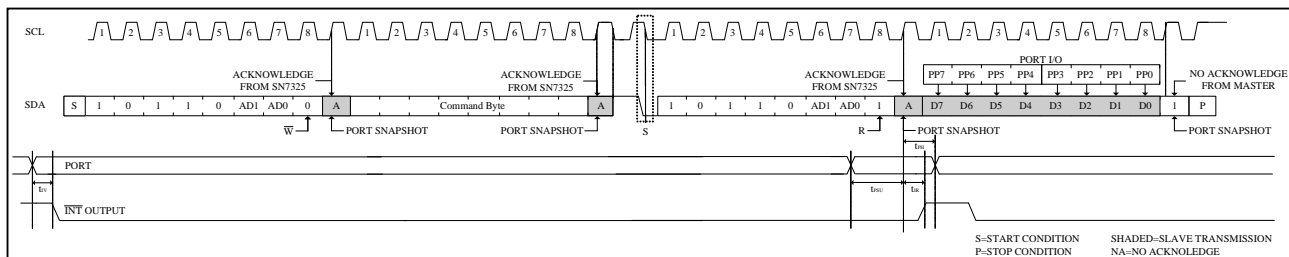 SCL 1 2 3 4 5 6 7 8 1 2 3 4 5 6 7 8 1 2 3 4 5 6 7 8 1 2 3 4 5 6 7 8
PORT I/O
ACKNOWLEDGE FROM SN7325
ACKNOWLEDGE FROM SN7325
ACKNOWLEDGE FROM SN7325
PP7 PP6 PP5 PP4 PP3 PP2 PP1 PP0
NO ACKNOWLEDGE FROM MASTER
SDA S 1 0 1 1 0 AD1 AD0 0 A Command Byte A 1 0 1 1 0 AD1 AD0 1 A D7 D6 D5 D4 D3 D2 D1 D0 1 P
W PORT SNAPSHOT PORT SNAPSHOT S R PORT SNAPSHOT PORT SNAPSHOT
tPH
PORT
tIV tPSU tIR
INT OUTPUT
S=START CONDITION SHADED=SLAVE TRANSMISSION
P=STOP CONDITION NA=NO ACKNOLEDGE